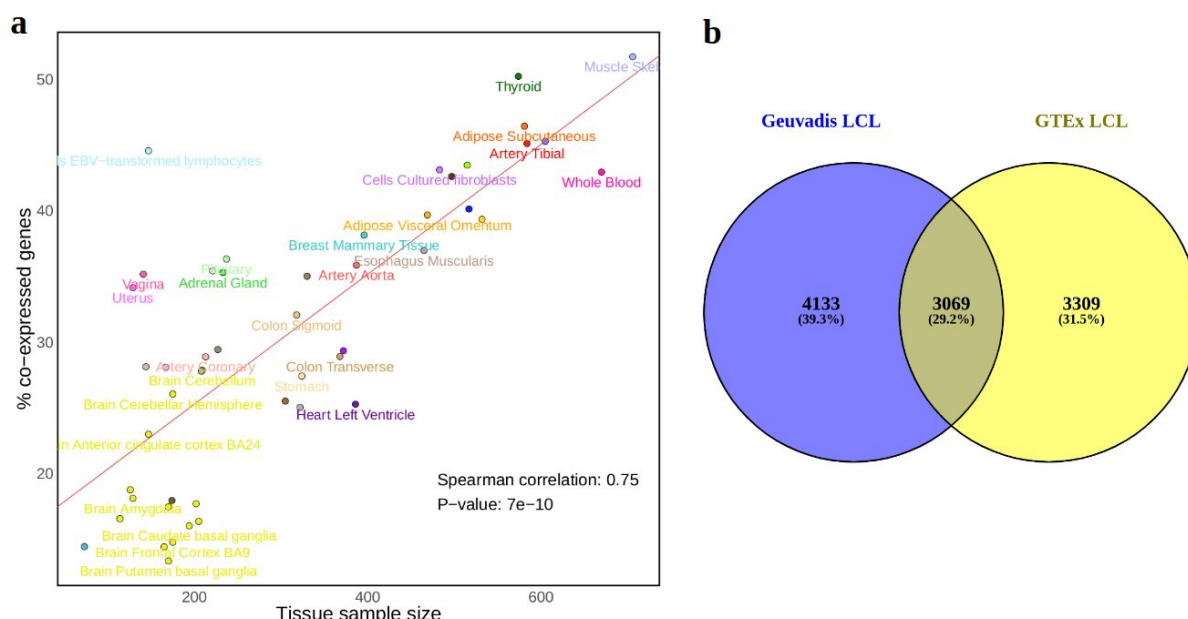 a
b
50
40
30
20
% co−expressed genes
200
400
600
Tissue sample size
Muscle Skel
Thyroid
Adipose Subcutaneous
Artery Tibial
ls EBV−transformed lymphocytes
Cells Cultured fibroblasts
Whole Blood
Adipose Visceral Omentum
Breast Mammary Tissue
Esophagus Muscularis
Pituitary
Adrenal Gland
Vagina
Uterus
Artery Aorta
Colon Sigmoid
Artery Coronary
Colon Transverse
Brain Cerebellum
Stomach
Brain Cerebellar Hemisphere
Heart Left Ventricle
in Anterior cingulate cortex BA24
Spearman correlation: 0.75
P−value: 7e−10
Brain Amygdala
Brain Caudate basal ganglia
Brain Frontal Cortex BA9
Brain Putamen basal ganglia
Geuvadis LCL
GTEx LCL
4133
(39.3%)
3069
(29.2%)
3309
(31.5%)